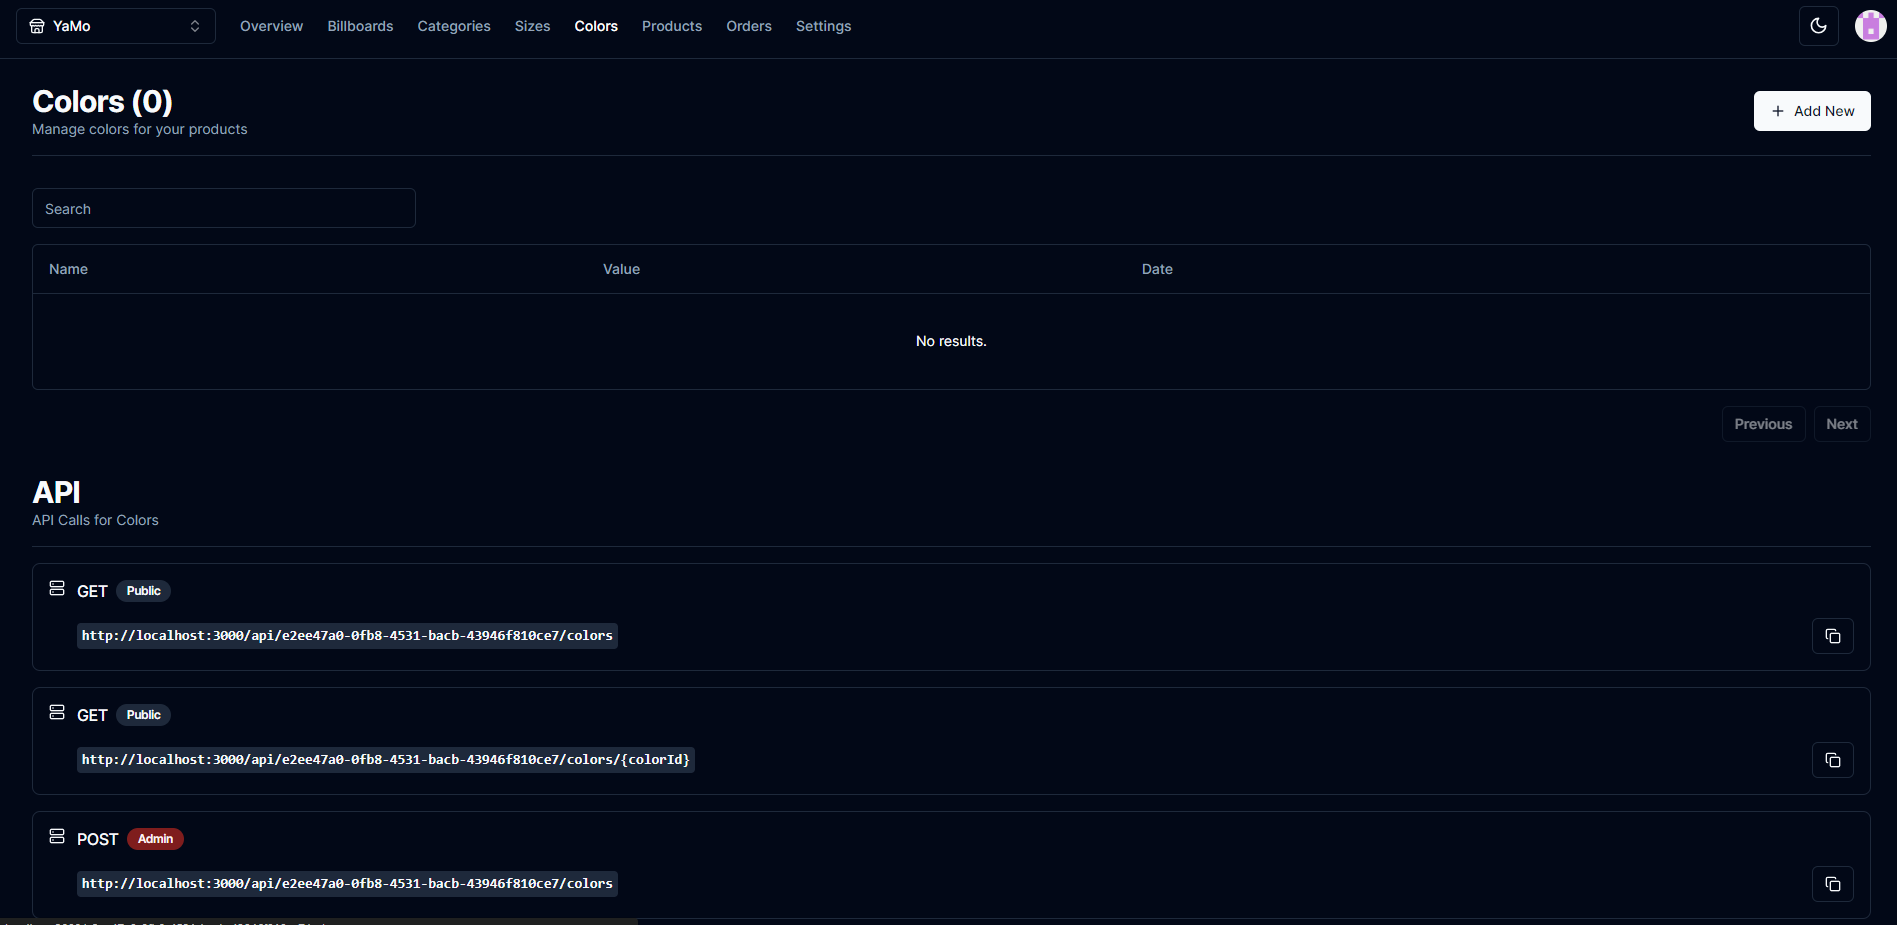 YaMo
Overview Billboards Categories Sizes Colors Products Orders Settings
Colors (0)
Manage colors for your products
Add New
Search
Name Value Date
No results.
Previous Next
API
API Calls for Colors
GET Public
http://localhost:3000/api/e2ee47a0-0fb8-4531-bacb-43946f810ce7/colors
GET Public
http://localhost:3000/api/e2ee47a0-0fb8-4531-bacb-43946f810ce7/colors/{colorId}
POST Admin
http://localhost:3000/api/e2ee47a0-0fb8-4531-bacb-43946f810ce7/colors